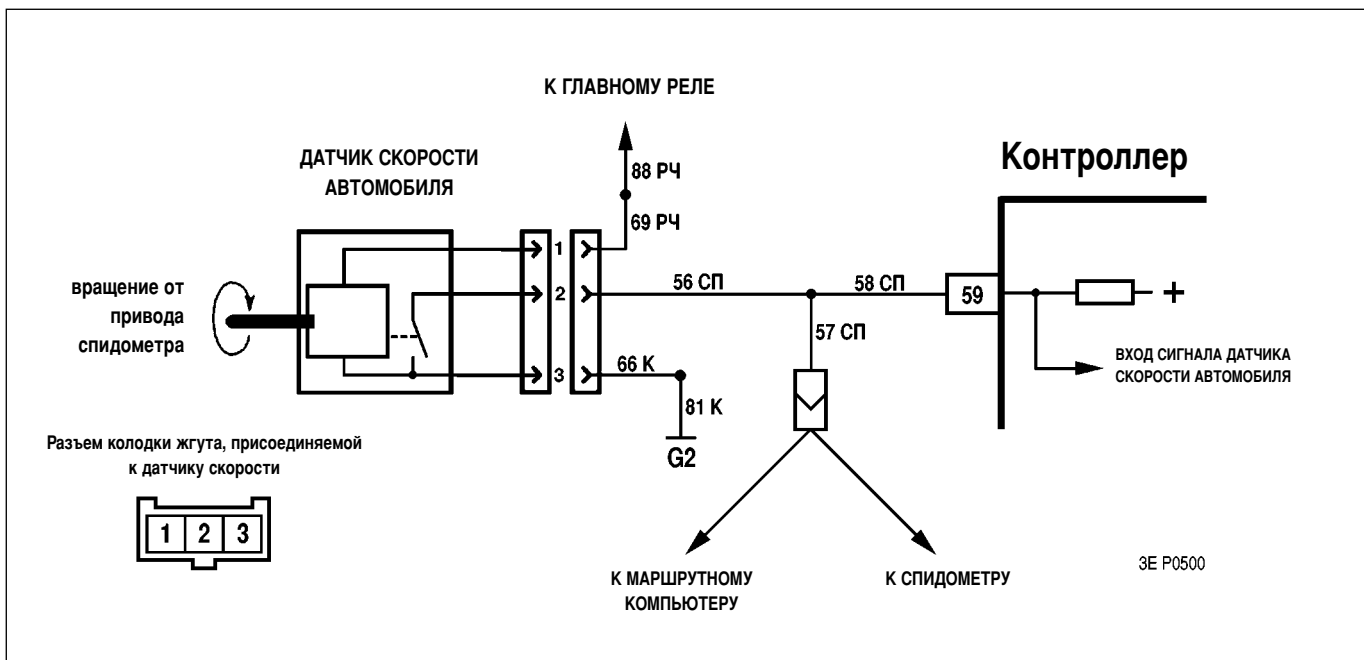 К ГЛАВНОМУ РЕЛЕ
ДАТЧИК СКОРОСТИ
АВТОМОБИЛЯ
Контроллер
88 РЧ
69 РЧ
1
вращение от
привода
спидометра
2
56 СП
58 СП
59
+
57 СП
ВХОД СИГНАЛА ДАТЧИКА
СКОРОСТИ АВТОМОБИЛЯ
3
66 К
81 К
G2
Разъем колодки жгута, присоединяемой
к датчику скорости
1 2 3
К МАРШРУТНОМУ
КОМПЬЮТЕРУ
К СПИДОМЕТРУ
3E P0500